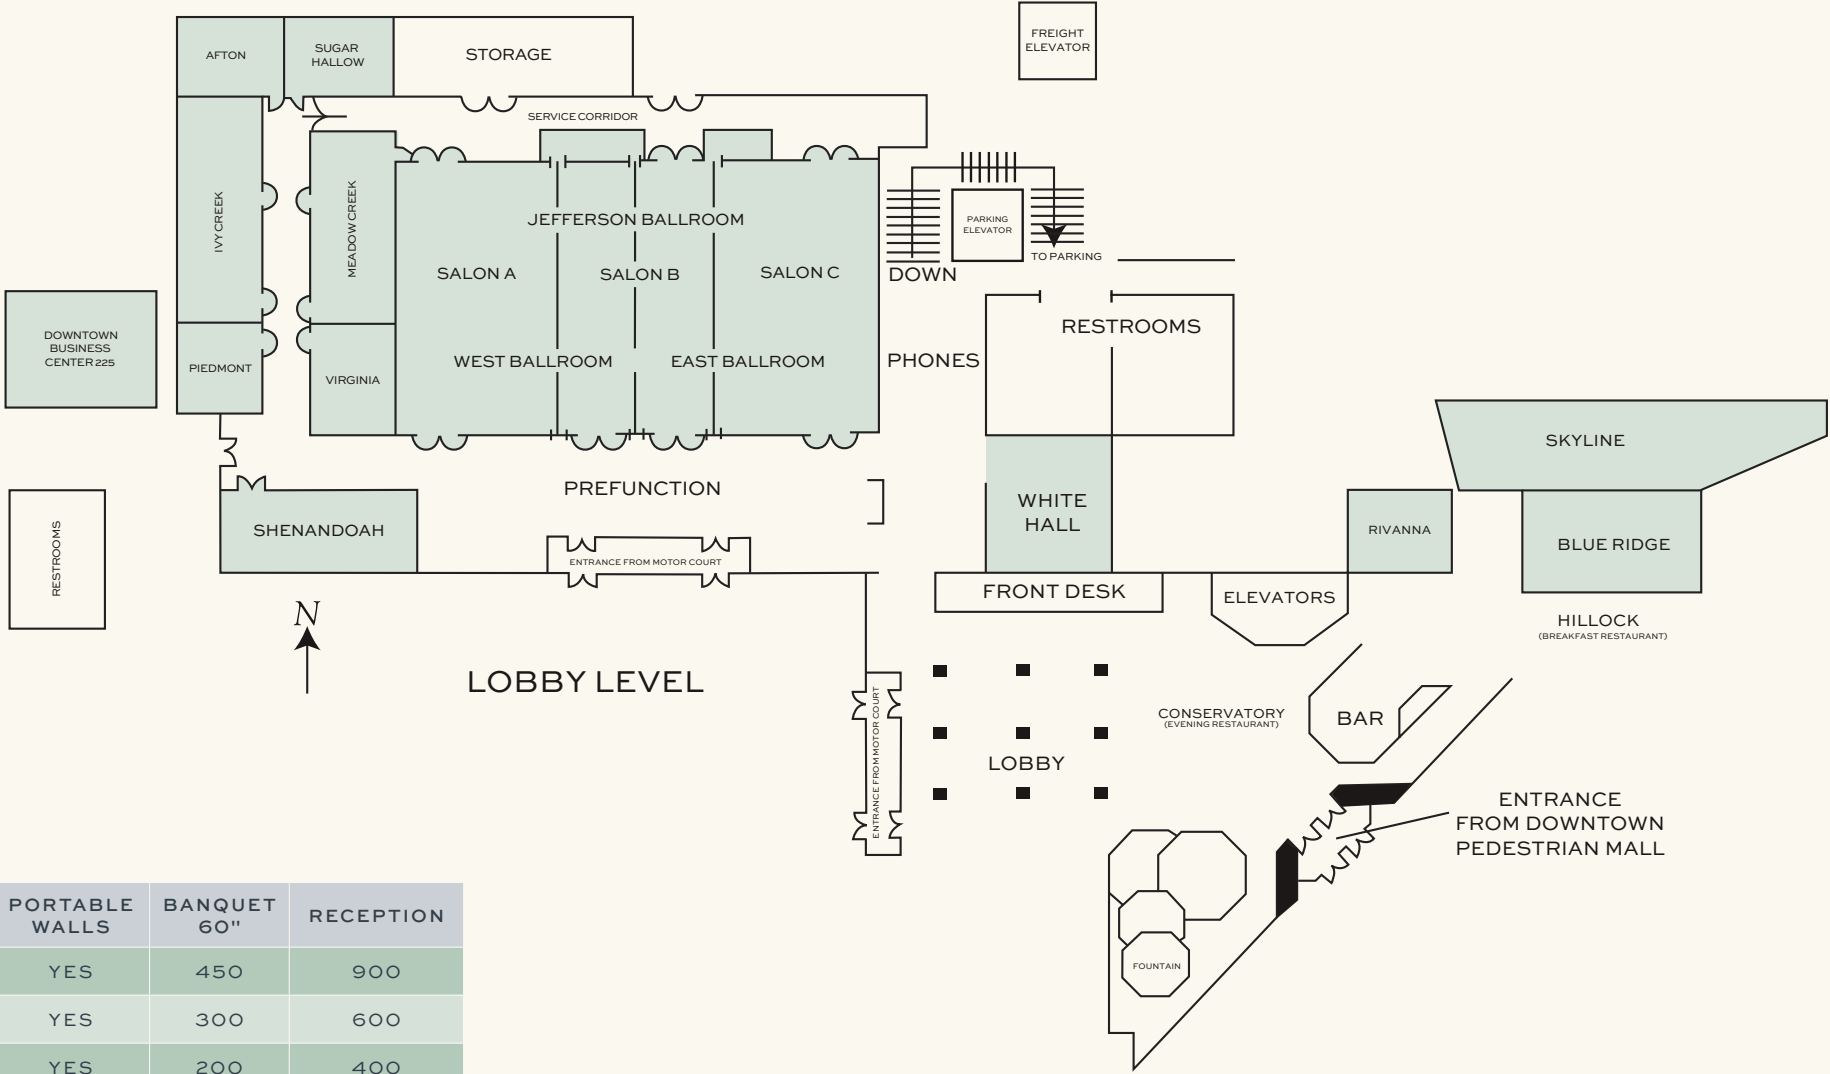 FREIGHT
ELEVATOR
AFTON
SUGAR
HALLOW
STORAGE
SERVICE CORRIDOR
IVY CREEK
MEADOW CREEK
JEFFERSON BALLROOM
SALON A
SALON B
SALON C
PARKING
ELEVATOR
TO PARKING
DOWN
RESTROOMS
DOWNTOWN
BUSINESS
CENTER 225
PIEDMONT
VIRGINIA
WEST BALLROOM
EAST BALLROOM
PHONES
SKYLINE
PREFUNCTION
WHITE
HALL
SHENANDOAH
RIVANNA
BLUE RIDGE
RESTROOMS
ENTRANCE FROM MOTOR COURT
FRONT DESK
ELEVATORS
N
HILLOCK
(BREAKFAST RESTAURANT)
LOBBY LEVEL
ENTRANCE FROM MOTOR COURT
CONSERVATORY
(EVENING RESTAURANT)
BAR
LOBBY
ENTRANCE
FROM DOWNTOWN
PEDESTRIAN MALL
FOUNTAIN
PORTABLE
WALLS
BANQUET
60"
RECEPTION
YES 450 900
YES 300 600
YES 200 400